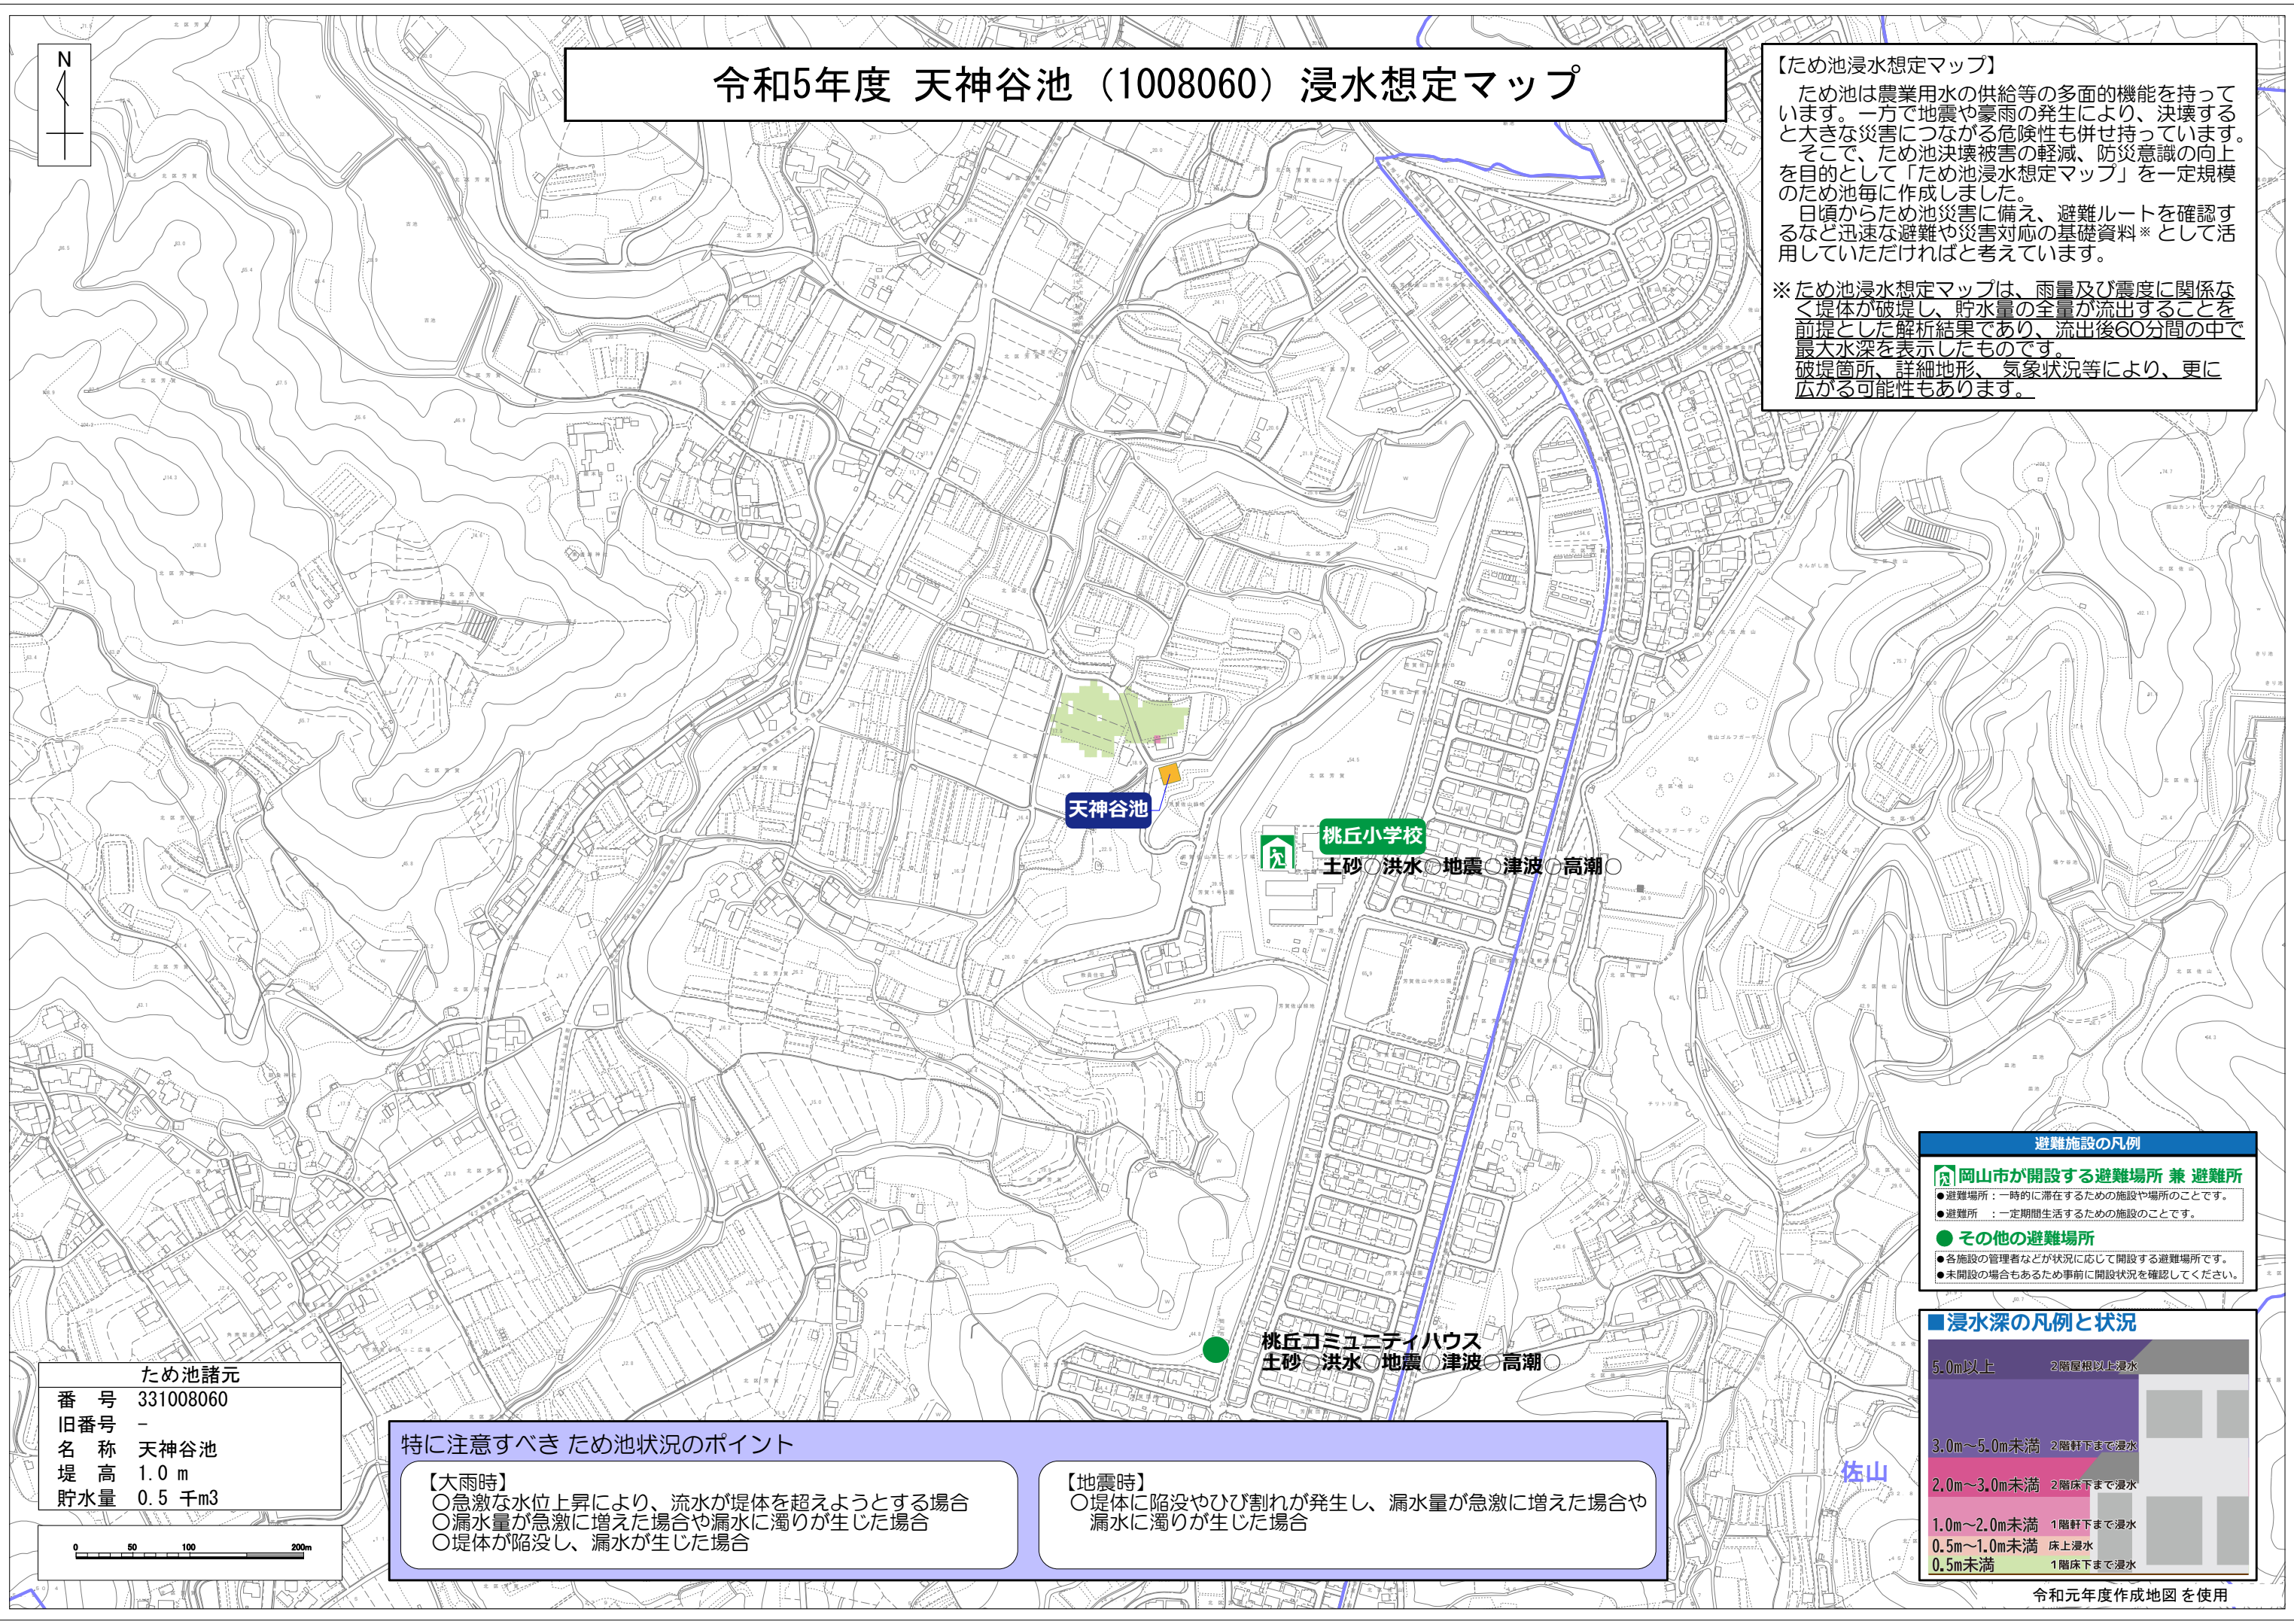 N
令和5年度 天神谷池（1008060）浸水想定マップ
【ため池浸水想定マップ】
ため池は農業用水の供給等の多面的機能を持って
います。一方で地震や豪雨の発生により、決壊する
と大きな災害につながる危険性も併せ持っています。
そこで、ため池決壊被害の軽減、防災意識の向上
を目的として「ため池浸水想定マップ」を一定規模
のため池毎に作成しました。
日頃からため池災害に備え、避難ルートを確認す
るなど迅速な避難や災害対応の基礎資料※として活
用していただければと考えています。
※ため池浸水想定マップは、雨量及び震度に関係な
く堤体が破堤し、貯水量の全量が流出することを
前提とした解析結果であり、流出後60分間の中で
最大水深を表示したものです。
破堤箇所、詳細地形、気象状況等により、更に
広がる可能性もあります。
天神谷池
桃丘小学校
土砂○洪水○地震○津波○高潮○
桃丘コミュニティハウス
土砂○洪水○地震○津波○高潮○
佐山
避難施設の凡例
岡山市が開設する避難場所 兼 避難所
●避難場所：一時的に滞在するための施設や場所のことです。
●避難所　：一定期間生活するための施設のことです。
その他の避難場所
●各施設の管理者などが状況に応じて開設する避難場所です。
●未開設の場合もあるため事前に開設状況を確認してください。
■浸水深の凡例と状況
5.0m以上 2階屋根以上浸水
3.0m～5.0m未満 2階軒下まで浸水
2.0m～3.0m未満 2階床下まで浸水
1.0m～2.0m未満 1階軒下まで浸水
0.5m～1.0m未満 床上浸水
0.5m未満 1階床下まで浸水
令和元年度作成地図を使用
ため池諸元
番　号 331008060
旧番号 -
名　称 天神谷池
堤　高 1.0 m
貯水量 0.5 千m3
0 50 100 200m
特に注意すべき ため池状況のポイント
【大雨時】
○急激な水位上昇により、流水が堤体を超えようとする場合
○漏水量が急激に増えた場合や漏水に濁りが生じた場合
○堤体が陥没し、漏水が生じた場合
【地震時】
○堤体に陥没やひび割れが発生し、漏水量が急激に増えた場合や
漏水に濁りが生じた場合